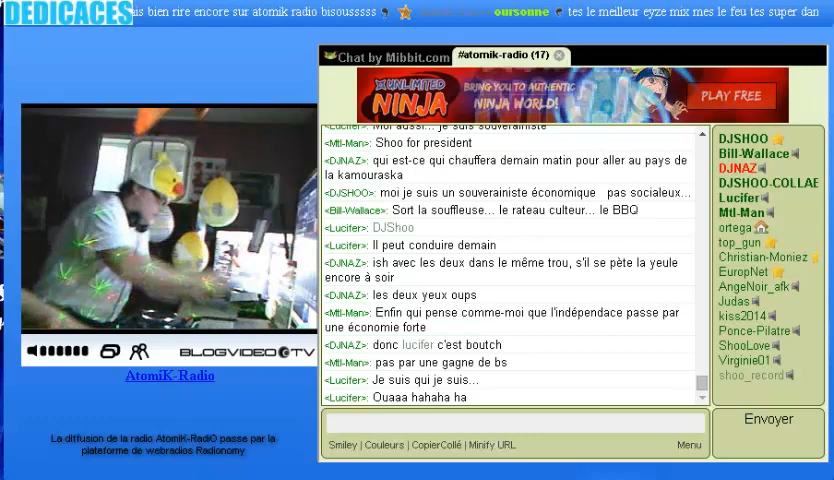 DEDICACES
is bien rire encore sur atomik radio bisousssss
oursonne
tes le meilleur eyze mix mes le feu tes super dan
Chat by Mibbit.com
#atomik-radio (17)
UNLIMITED
NINJA
BRING YOU TO AUTHENTIC
NINJA WORLD!
PLAY FREE
<Lucifer>: Moi aussi... je suis souverainiste
<Mtl-Man>: Shoo for president
<DJNAZ>: qui est-ce qui chauffera demain matin pour aller au pays de
la kamouraska
<DJSHOO>: moi je suis un souverainiste économique pas socialeux...
<Bill-Wallace>: Sort la souffleuse... le rateau culteur... le BBQ
<Lucifer>: DJShoo
<Lucifer>: Il peut conduire demain
<DJNAZ>: ish avec les deux dans le même trou, s'il se pète la yeule
encore à soir
<DJNAZ>: les deux yeux oups
<Mtl-Man>: Enfin qui pense comme-moi que l'indépendace passe par
une économie forte
<DJNAZ>: donc lucifer c'est boutch
<Mtl-Man>: pas par une gagne de bs
<Lucifer>: Je suis qui je suis...
<Lucifer>: Ouaaa hahaha ha
DJSHOO
Bill-Wallace
DJNAZ
DJSHOO-COLLAE
Lucifer
Mtl-Man
ortega
top_gun
Christian-Moniez
EuropNet
AngeNoir_afk
Judas
kiss2014
Ponce-Pilatre
ShooLove
Virginie01
shoo_record
Envoyer
Smiley | Couleurs | CopierCollé | Minify URL
Menu
BLOGVIDEO TV
AtomiK-Radio
La diffusion de la radio AtomiK-RadiO passe par la
plateforme de webradios Radionomy